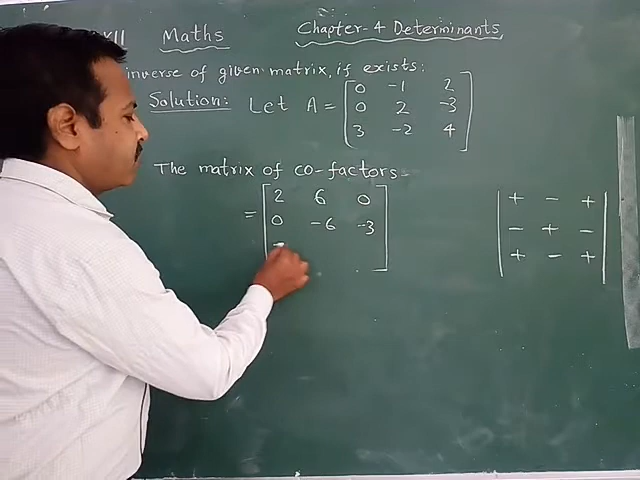 XII Maths Chapter-4 Determinants
inverse of given matrix, if exists:
Solution: Let A = [0 -1 2
0 2 -3
3 -2 4]
The matrix of co-factors=
= [2 6 0
0 -6 -3
-]
+ - +
- + -
+ - +